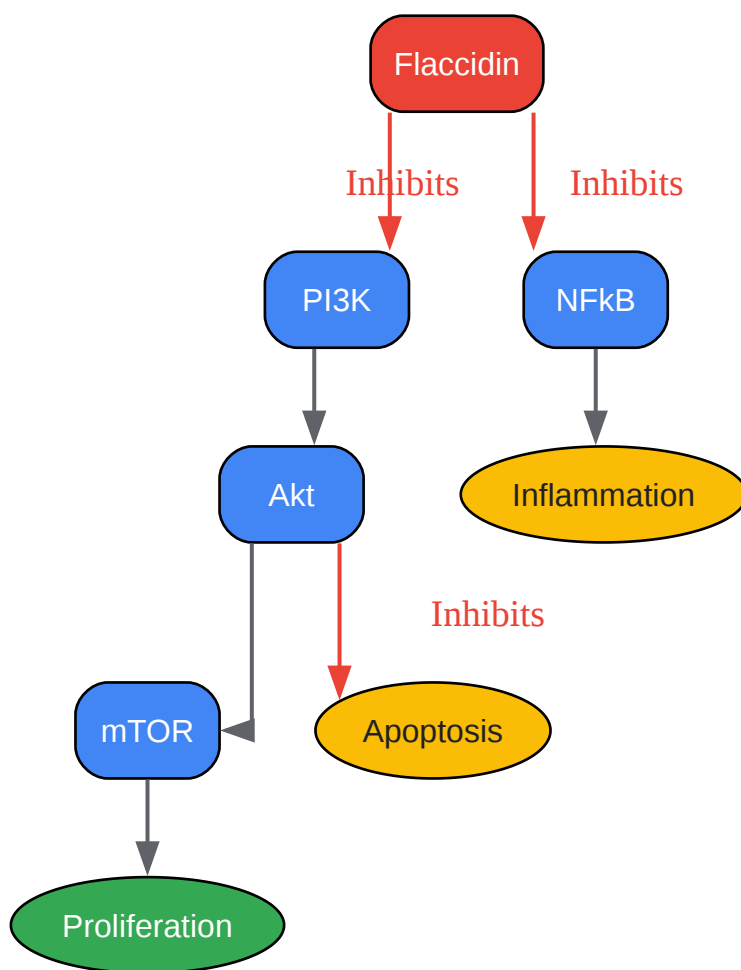 Flaccidin
Inhibits
Inhibits
PI3K
NFkB
Akt
Inflammation
Inhibits
mTOR
Apoptosis
Proliferation